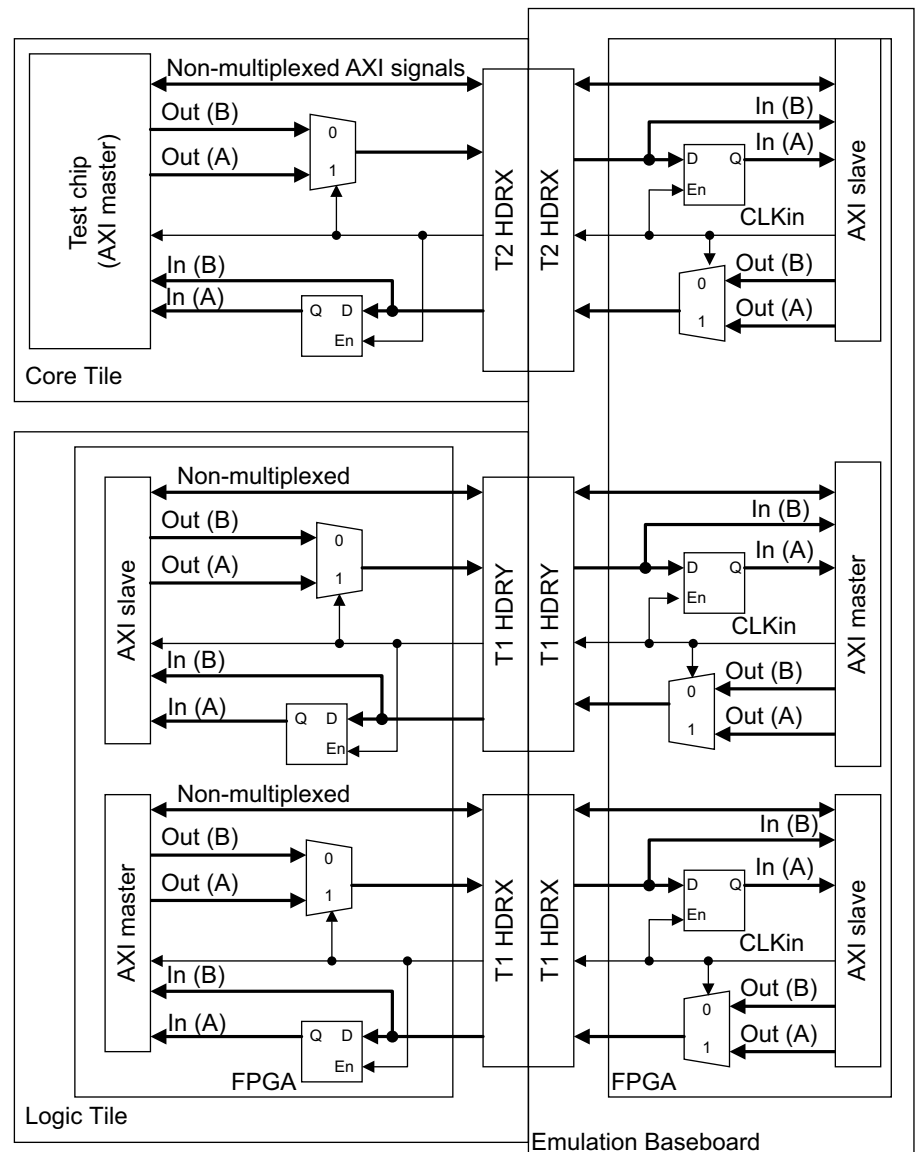 Non-multiplexed AXI signals
Out (B)
0
Out (A)
1
Test chip
(AXI master)
In (B)
In (A)
Q D
En
Core Tile
T2 HDRX
T2 HDRX
In (B)
In (A)
D Q
En
CLKin
Out (B)
0
Out (A)
1
AXI slave
Non-multiplexed
Out (B)
0
Out (A)
1
AXI slave
In (B)
In (A)
Q D
En
T1 HDRY
T1 HDRY
In (B)
In (A)
D Q
En
CLKin
Out (B)
0
Out (A)
1
AXI master
Non-multiplexed
Out (B)
0
Out (A)
1
AXI master
In (B)
In (A)
Q D
En
FPGA
Logic Tile
T1 HDRX
T1 HDRX
In (B)
In (A)
D Q
En
CLKin
Out (B)
0
Out (A)
1
AXI slave
FPGA
Emulation Baseboard